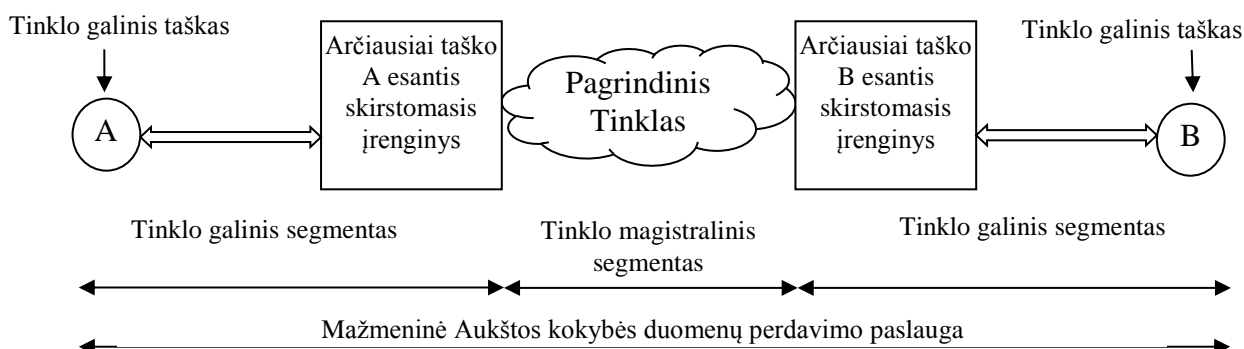 Tinklo galinis taškas
Tinklo galinis taškas
Arčiausiai taško
A esantis
skirstomasis
įrenginys
Arčiausiai taško
B esantis
skirstomasis
įrenginys
Pagrindinis
Tinklas
A
B
Tinklo galinis segmentas
Tinklo magistralinis
segmentas
Tinklo galinis segmentas
Mažmeninė Aukštos kokybės duomenų perdavimo paslauga